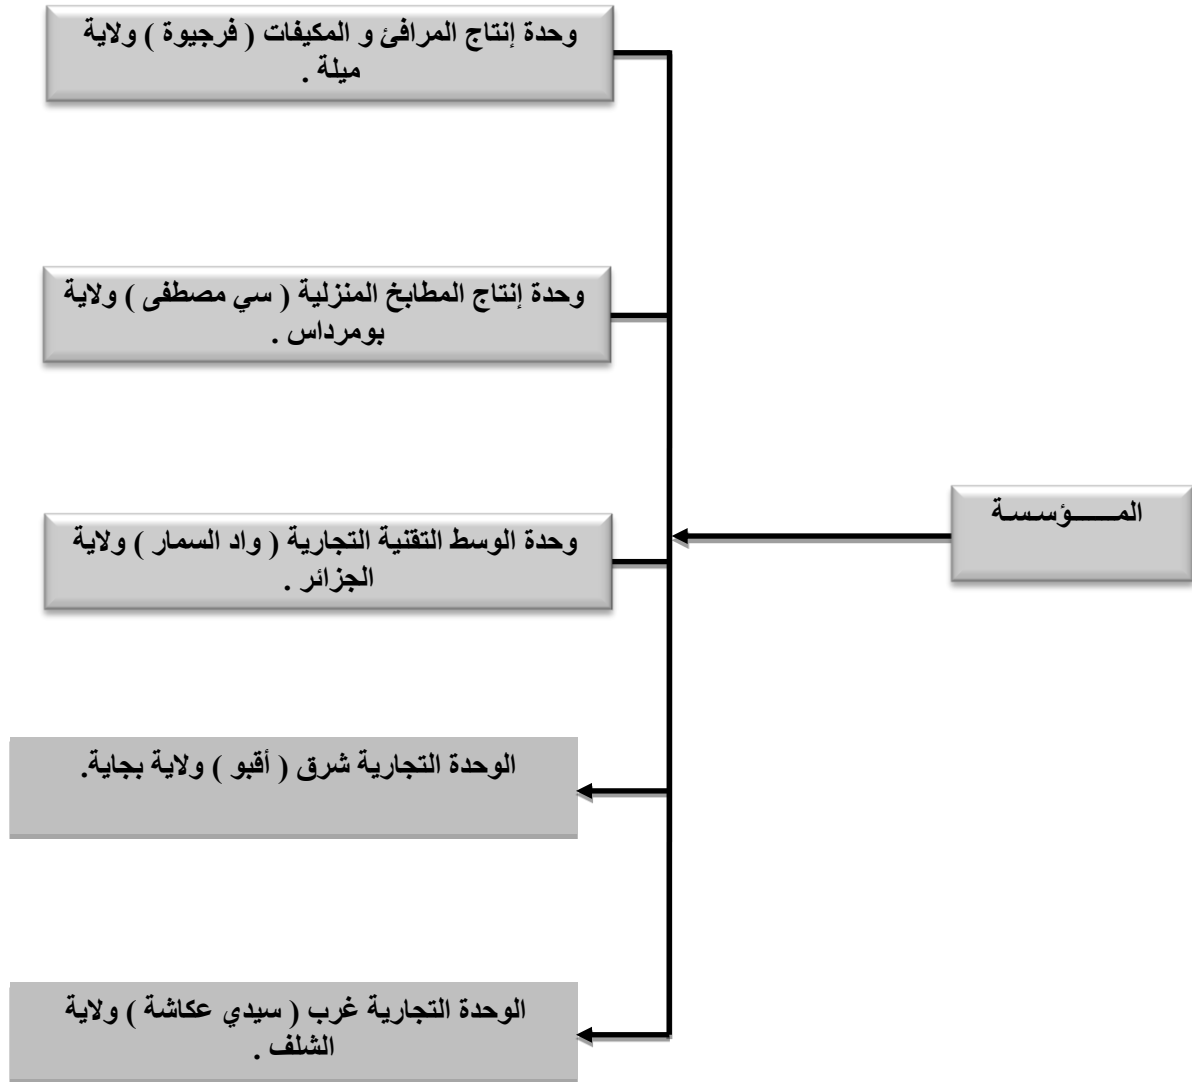 وحدة إنتاج المرافئ و المكيفات ( فرجيوة ) ولاية
ميلة .
وحدة إنتاج المطابخ المنزلية ( سي مصطفى ) ولاية
بومرداس .
المــــــؤسسة
وحدة الوسط التقنية التجارية ( واد السمار ) ولاية
الجزائر .
الوحدة التجارية شرق ( أقبو ) ولاية بجاية.
الوحدة التجارية غرب ( سيدي عكاشة ) ولاية
الشلف .